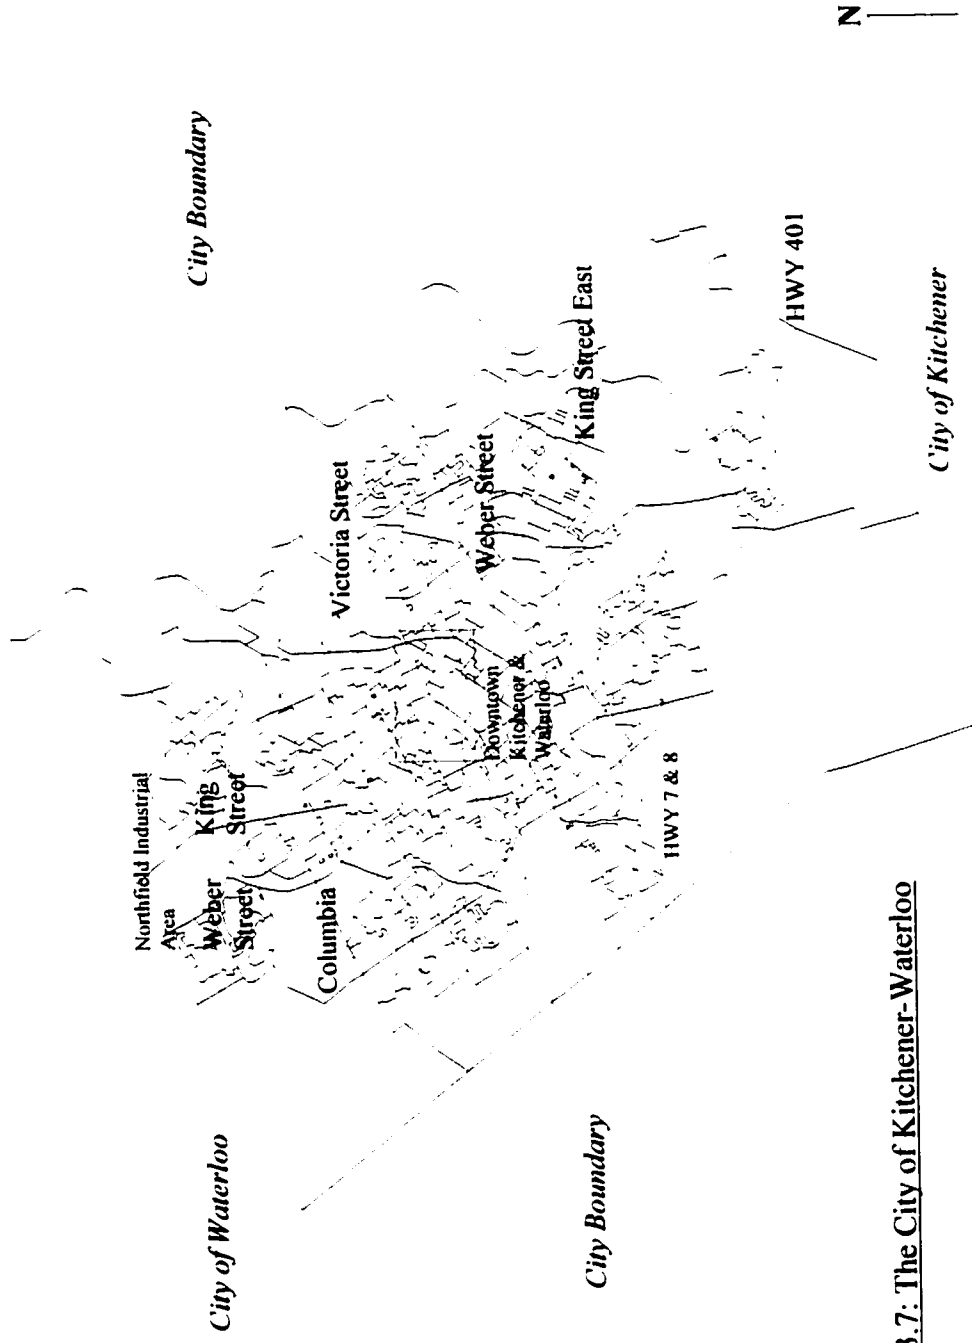 Northfield Industrial
Area
Weber
Street
King
Street
Columbia
City of Waterloo
City Boundary
Victoria Street
Weber Street
King Street East
Downtown
Kitchener &
Waterloo
HWY 7 & 8
City Boundary
HWY 401
City of Kitchener
N
3.7: The City of Kitchener-Waterloo